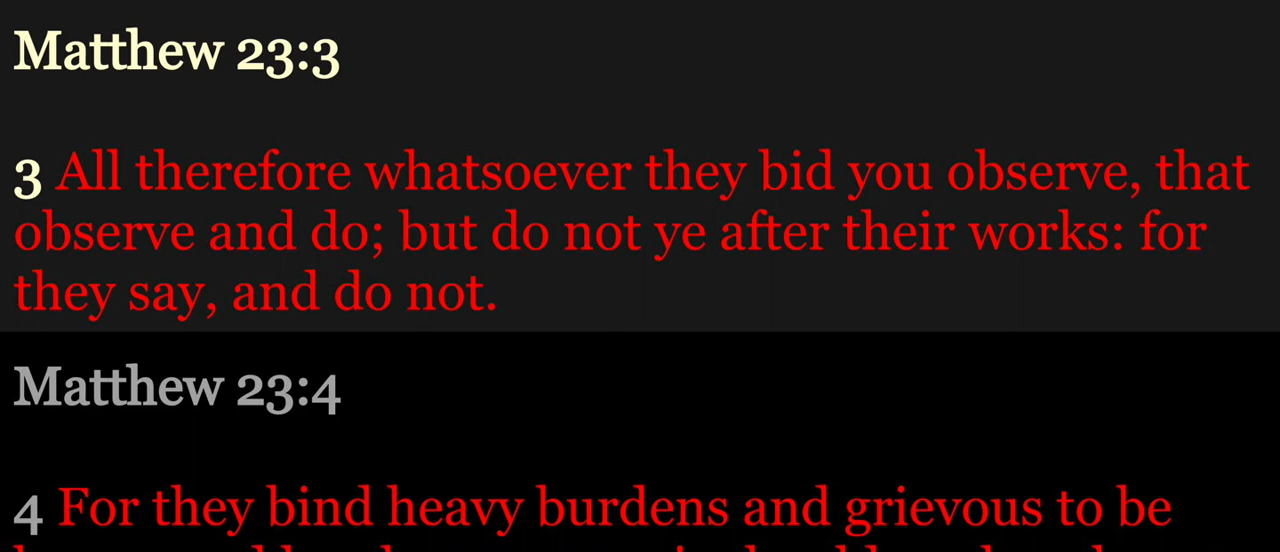 Matthew 23:3
3 All therefore whatsoever they bid you observe, that
observe and do; but do not ye after their works: for
they say, and do not.
Matthew 23:4
4 For they bind heavy burdens and grievous to be